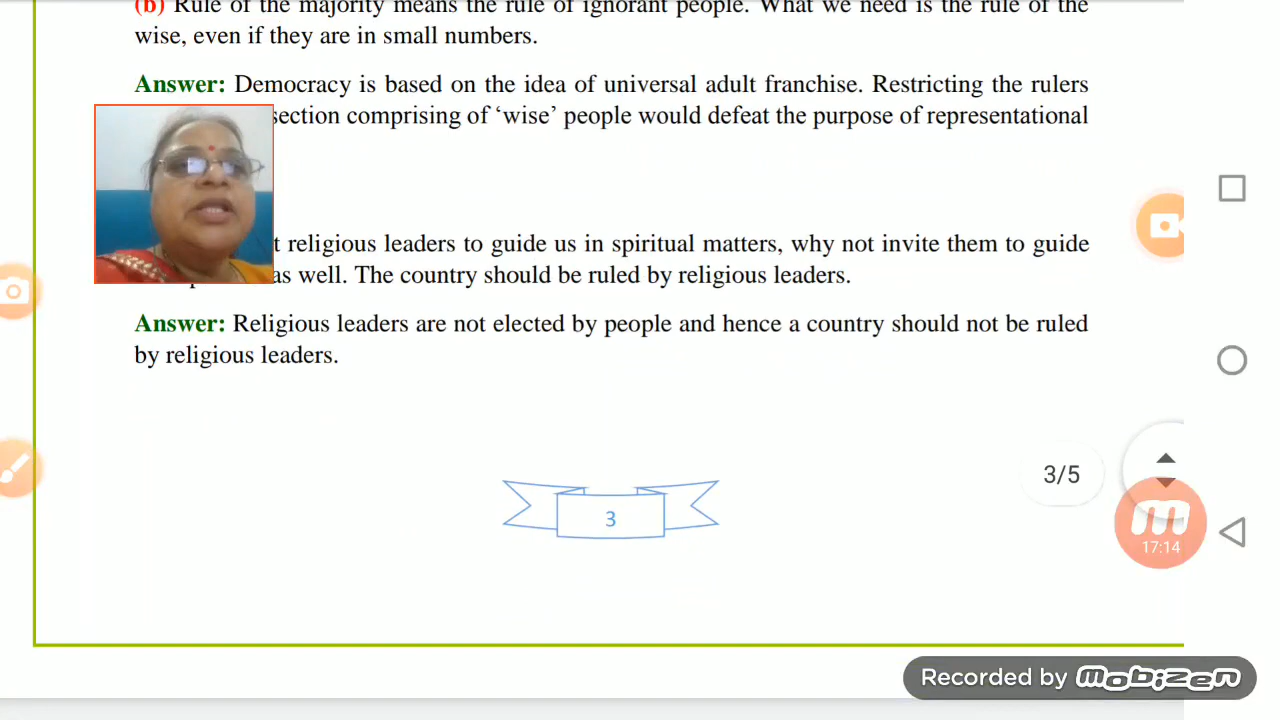 (b) Rule of the majority means the rule of ignorant people. What we need is the rule of the
wise, even if they are in small numbers.
Answer: Democracy is based on the idea of universal adult franchise. Restricting the rulers
section comprising of ‘wise’ people would defeat the purpose of representational
religious leaders to guide us in spiritual matters, why not invite them to guide
as well. The country should be ruled by religious leaders.
Answer: Religious leaders are not elected by people and hence a country should not be ruled
by religious leaders.
3/5
3
17:14
Recorded by mobizen